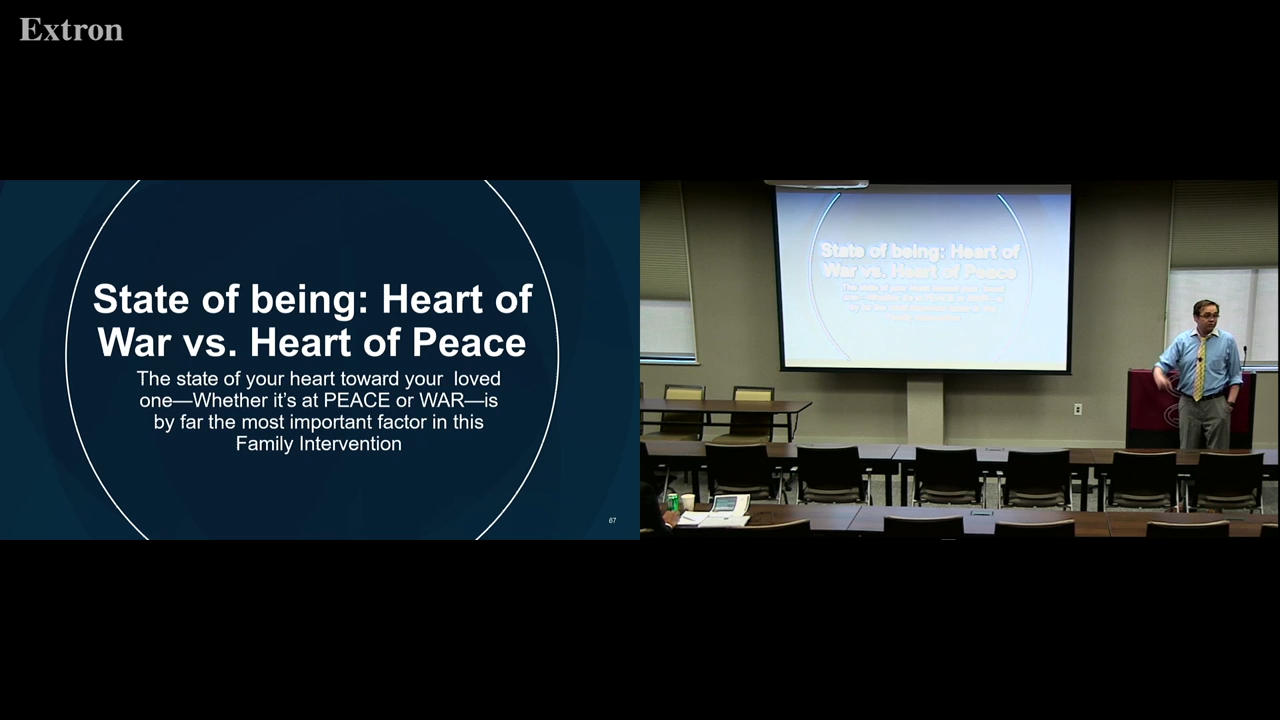 Extron
State of being: Heart of
War vs. Heart of Peace
The state of your heart toward your loved
one—Whether it's at PEACE or WAR—is
by far the most important factor in this
Family Intervention
67
State of being: Heart of
War vs. Heart of Peace